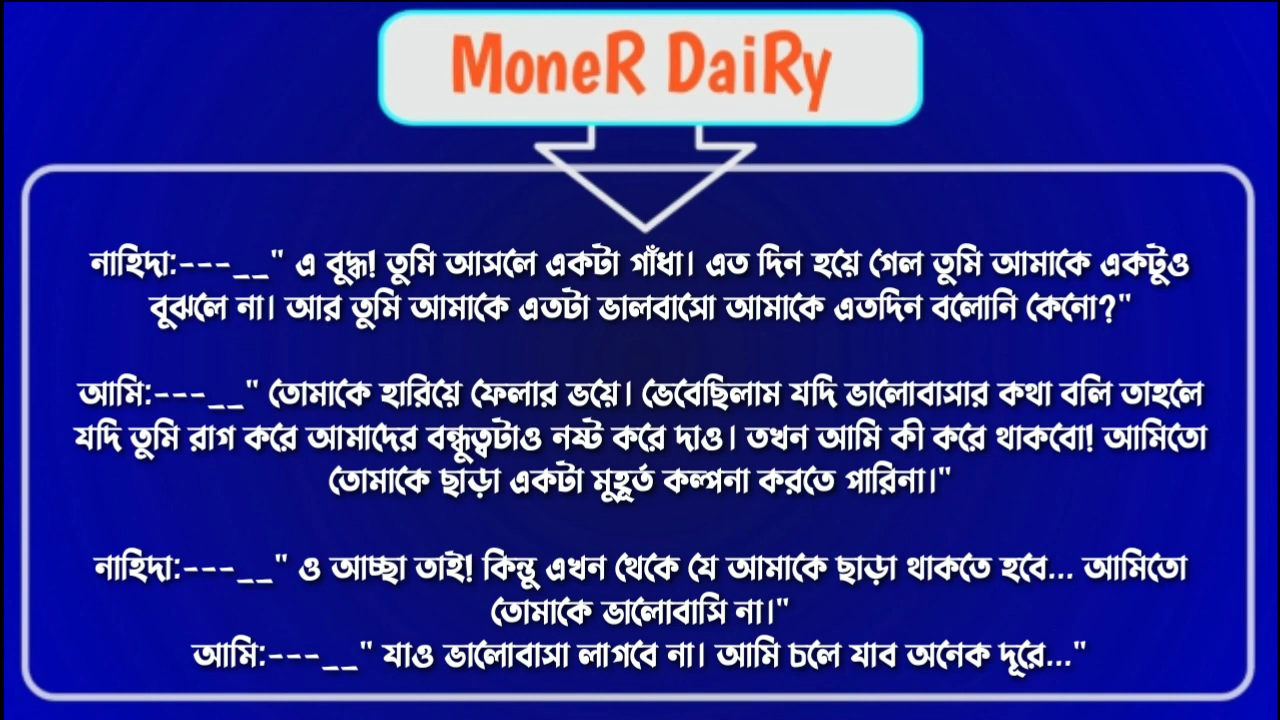 MoneR DaiRy
নাহিদা:---__" এ বুদ্ধা! তুমি আসলে একটা গাঁধা। এত দিন হয়ে গেল তুমি আমাকে একটুও
বুঝলে না। আর তুমি আমাকে এতটা ভালবাসো আমাকে এতদিন বলোনি কেনো?"
আমি:---__" তোমাকে হারিয়ে ফেলার ভয়ে। ভেবেছিলাম যদি ভালোবাসার কথা বলি তাহলে
যদি তুমি রাগ করে আমাদের বন্ধুত্বটাও নষ্ট করে দাও। তখন আমি কী করে থাকবো! আমিতো
তোমাকে ছাড়া একটা মুহূর্ত কল্পনা করতে পারিনা।"
নাহিদা:---__" ও আচ্ছা তাই! কিন্তু এখন থেকে যে আমাকে ছাড়া থাকতে হবে... আমিতো
তোমাকে ভালোবাসি না।"
আমি:---__" যাও ভালোবাসা লাগবে না। আমি চলে যাব অনেক দূরে..."